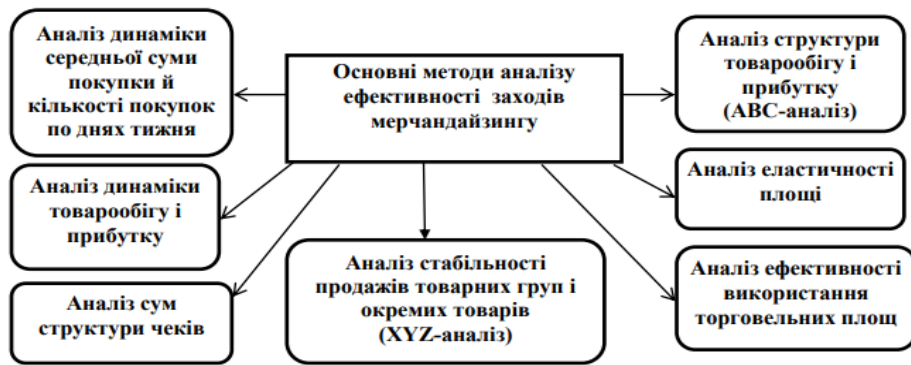 Аналіз динаміки
середньої суми
покупки й
кількості покупок
по днях тижня
Основні методи аналізу
ефективності заходів
мерчандайзингу
Аналіз структури
товарообігу і
прибутку
(АВС-аналіз)
Аналіз динаміки
товарообігу і
прибутку
Аналіз еластичності
площі
Аналіз сум
структури чеків
Аналіз стабільності
продажів товарних груп і
окремих товарів
(XYZ-аналіз)
Аналіз ефективності
використання
торговельних площ